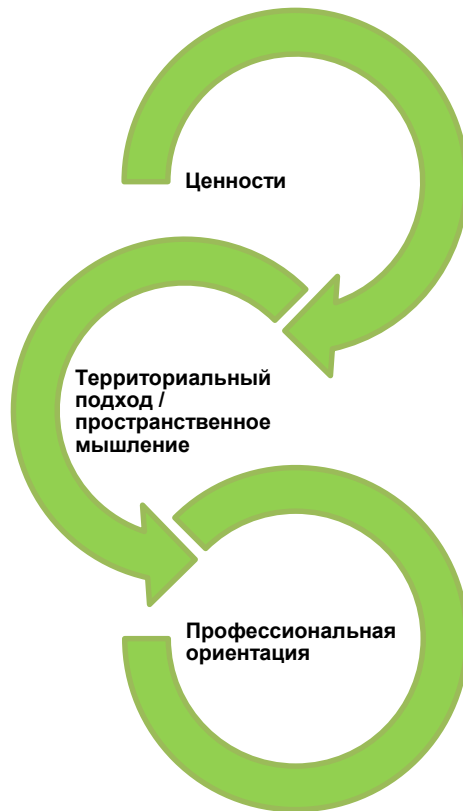 Ценности
Территориальный
подход /
пространственное
мышление
Профессиональная
ориентация